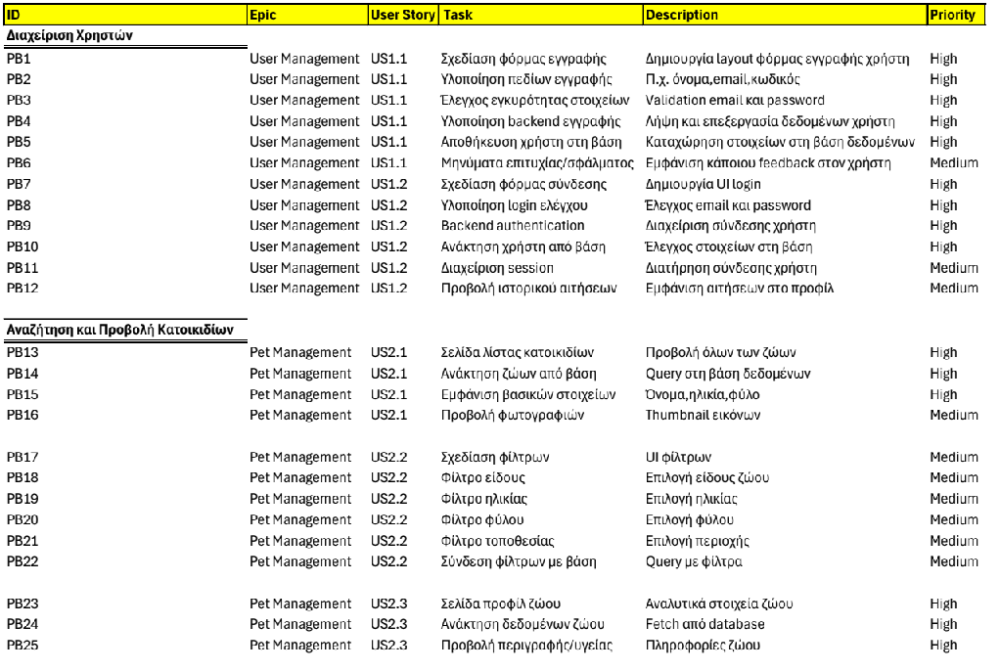 ID Epic User Story Task Description Priority
Διαχείριση Χρηστών
PB1 User Management US1.1 Σχεδίαση φόρμας εγγραφής Δημιουργία layout φόρμας εγγραφής χρήστη High
PB2 User Management US1.1 Υλοποίηση πεδίων εγγραφής Π.χ. όνομα,email,κωδικός High
PB3 User Management US1.1 Έλεγχος εγκυρότητας στοιχείων Validation email και password High
PB4 User Management US1.1 Υλοποίηση backend εγγραφής Λήψη και επεξεργασία δεδομένων χρήστη High
PB5 User Management US1.1 Αποθήκευση χρήστη στη βάση Καταχώρηση στοιχείων στη βάση δεδομένων High
PB6 User Management US1.1 Μηνύματα επιτυχίας/σφάλματος Εμφάνιση κάποιου feedback στον χρήστη Medium
PB7 User Management US1.2 Σχεδίαση φόρμας σύνδεσης Δημιουργία UI login High
PB8 User Management US1.2 Υλοποίηση login ελέγχου Έλεγχος email και password High
PB9 User Management US1.2 Backend authentication Διαχείριση σύνδεσης χρήστη High
PB10 User Management US1.2 Ανάκτηση χρήστη από βάση Έλεγχος στοιχείων στη βάση High
PB11 User Management US1.2 Διαχείριση session Διατήρηση σύνδεσης χρήστη Medium
PB12 User Management US1.2 Προβολή ιστορικού αιτήσεων Εμφάνιση αιτήσεων στο προφίλ Medium
Αναζήτηση και Προβολή Κατοικιδίων
PB13 Pet Management US2.1 Σελίδα λίστας κατοικιδίων Προβολή όλων των ζώων High
PB14 Pet Management US2.1 Ανάκτηση ζώων από βάση Query στη βάση δεδομένων High
PB15 Pet Management US2.1 Εμφάνιση βασικών στοιχείων Όνομα,ηλικία,φύλο High
PB16 Pet Management US2.1 Προβολή φωτογραφιών Thumbnail εικόνων Medium
PB17 Pet Management US2.2 Σχεδίαση φίλτρων UI φίλτρων Medium
PB18 Pet Management US2.2 Φίλτρο είδους Επιλογή είδους ζώου Medium
PB19 Pet Management US2.2 Φίλτρο ηλικίας Επιλογή ηλικίας Medium
PB20 Pet Management US2.2 Φίλτρο φύλου Επιλογή φύλου Medium
PB21 Pet Management US2.2 Φίλτρο τοποθεσίας Επιλογή περιοχής Medium
PB22 Pet Management US2.2 Σύνδεση φίλτρων με βάση Query με φίλτρα Medium
PB23 Pet Management US2.3 Σελίδα προφίλ ζώου Αναλυτικά στοιχεία ζώου High
PB24 Pet Management US2.3 Ανάκτηση δεδομένων ζώου Fetch από database High
PB25 Pet Management US2.3 Προβολή περιγραφής/υγείας Πληροφορίες ζώου High